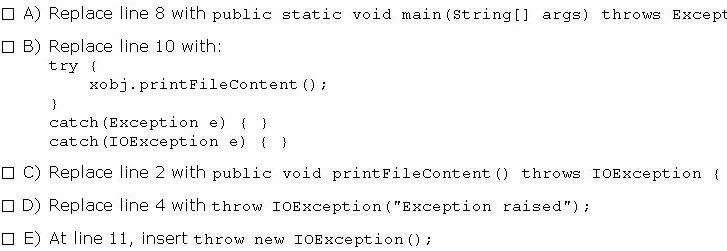 A) Replace line 8 with public static void main(String[] args) throws Except
B) Replace line 10 with:
try {
xobj.printFileContent();
}
catch(Exception e) { }
catch(IOException e) { }
C) Replace line 2 with public void printFileContent() throws IOException {
D) Replace line 4 with throw IOException("Exception raised");
E) At line 11, insert throw new IOException();